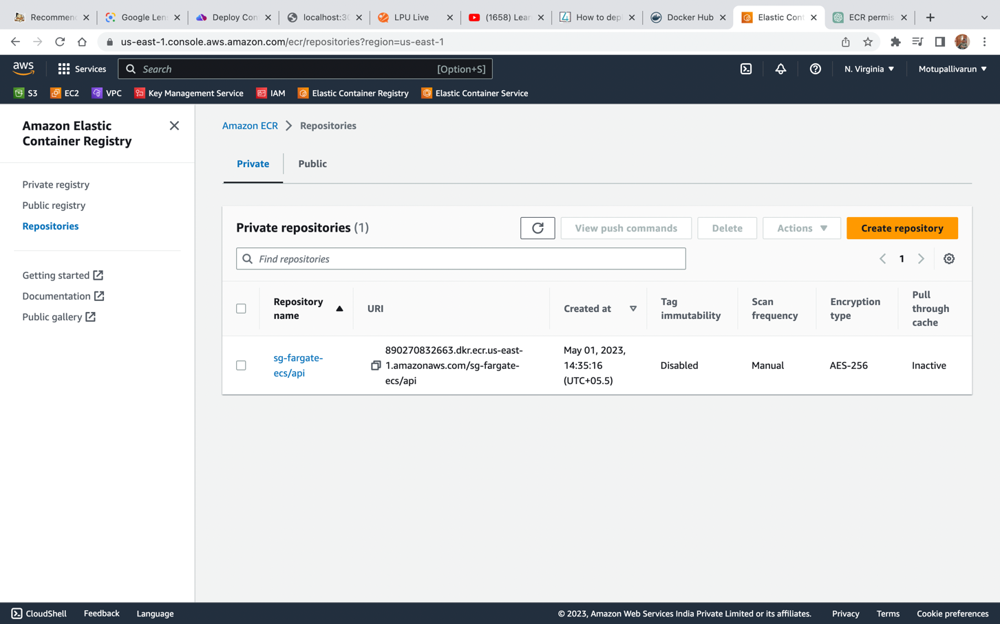 Recommen
Google Len
Deploy Con
localhost:30
LPU Live
(1658) Lear
How to depl
Docker Hub
Elastic Cont
ECR permis
us-east-1.console.aws.amazon.com/ecr/repositories?region=us-east-1
aws
Services
Search
[Option+S]
N. Virginia
Motupallivarun
S3
EC2
VPC
Key Management Service
IAM
Elastic Container Registry
Elastic Container Service
Amazon Elastic
Container Registry
Private registry
Public registry
Repositories
Getting started
Documentation
Public gallery
Amazon ECR
Repositories
Private
Public
Private repositories (1)
View push commands
Delete
Actions
Create repository
Find repositories
1
Repository
name
URI
Created at
Tag
immutability
Scan
frequency
Encryption
type
Pull
through
cache
sg-fargate-
ecs/api
890270832663.dkr.ecr.us-east-
1.amazonaws.com/sg-fargate-
ecs/api
May 01, 2023,
14:35:16
(UTC+05.5)
Disabled
Manual
AES-256
Inactive
CloudShell
Feedback
Language
© 2023, Amazon Web Services India Private Limited or its affiliates.
Privacy
Terms
Cookie preferences